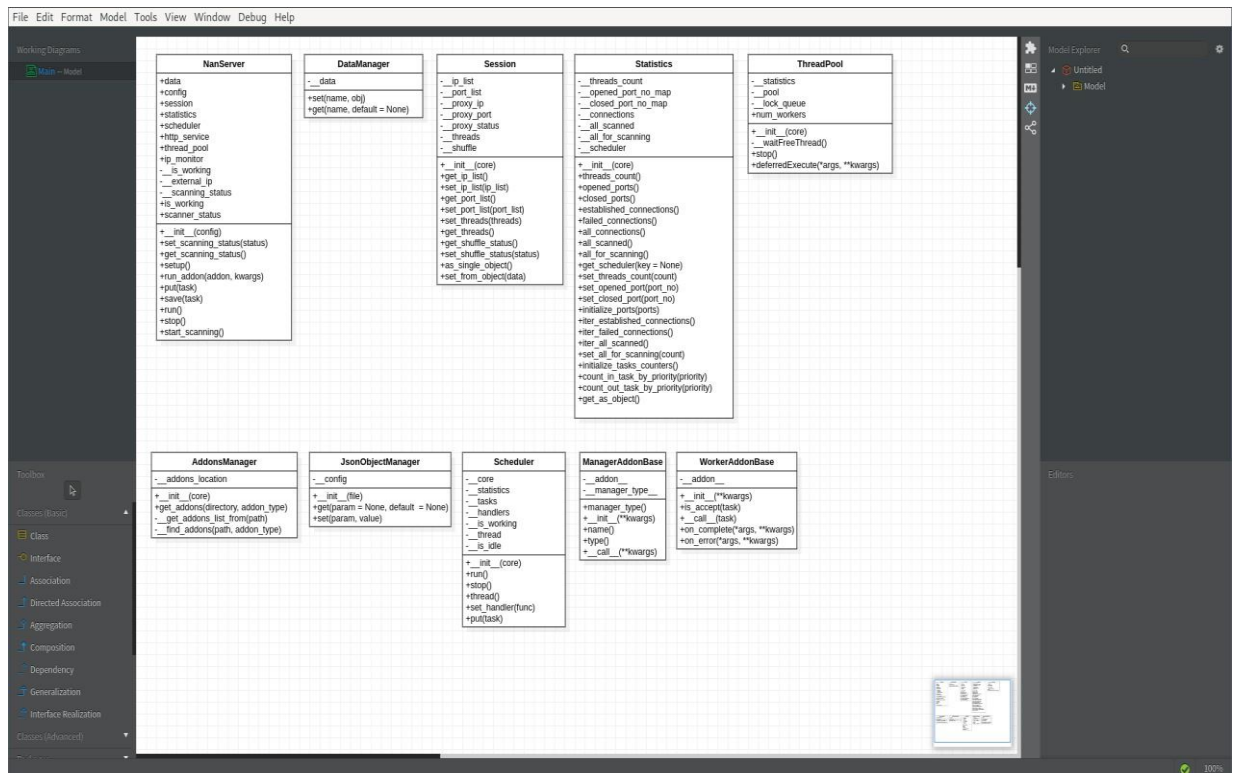 File Edit Format Model Tools View Window Debug Help
Working Diagrams
Main – Model
NanServer
+data
+config
+session
+statistics
+scheduler
+http_service
+thread_pool
+ip_monitor
-__is_working
-__external_ip
-__scanning_status
+is_working
+scanner_status
+__init__(config)
+set_scanning_status(status)
+get_scanning_status()
+setup()
+run_addon(addon, kwargs)
+put(task)
+save(task)
+run()
+stop()
+start_scanning()
DataManager
-__data
+set(name, obj)
+get(name, default = None)
Session
-__ip_list
-__port_list
-__proxy_ip
-__proxy_port
-__proxy_status
-__threads
-__shuffle
+__init__(core)
+get_ip_list()
+set_ip_list(ip_list)
+get_port_list()
+set_port_list(port_list)
+set_threads(threads)
+get_threads()
+get_shuffle_status()
+set_shuffle_status(status)
+as_single_object()
+set_from_object(data)
Statistics
-__threads_count
-__opened_port_no_map
-__closed_port_no_map
-__connections
-__all_scanned
-__all_for_scanning
-__scheduler
+__init__(core)
+threads_count()
+opened_ports()
+closed_ports()
+established_connections()
+failed_connections()
+all_connections()
+all_scanned()
+all_for_scanning()
+get_scheduler(key = None)
+set_threads_count(count)
+set_opened_port(port_no)
+set_closed_port(port_no)
+initialize_ports(ports)
+iter_established_connections()
+iter_failed_connections()
+iter_all_scanned()
+set_all_for_scanning(count)
+initialize_tasks_counters()
+count_in_task_by_priority(priority)
+count_out_task_by_priority(priority)
+get_as_object()
ThreadPool
-__statistics
-__pool
-__lock_queue
+num_workers
+__init__(core)
-__waitFreeThread()
+stop()
+deferredExecute(*args, **kwargs)
AddonsManager
-__addons_location
+__init__(core)
+get_addons(directory, addon_type)
-__get_addons_list_from(path)
-__find_addons(path, addon_type)
JsonObjectManager
-__config
+__init__(file)
+get(param = None, default = None)
+set(param, value)
Scheduler
-__core
-__statistics
-__tasks
-__handlers
-__is_working
-__thread
-__is_idle
+__init__(core)
+run()
+stop()
+thread()
+set_handler(func)
+put(task)
ManagerAddonBase
-__addon__
-__manager_type__
+manager_type()
+__init__(**kwargs)
+name()
+type()
+__call__(**kwargs)
WorkerAddonBase
-__addon__
+__init__(**kwargs)
+is_accept(task)
+__call__(task)
+on_complete(*args, **kwargs)
+on_error(*args, **kwargs)
Toolbox
Classes (Basic)
Class
Interface
Association
Directed Association
Aggregation
Composition
Dependency
Generalization
Interface Realization
Classes (Advanced)
M
Model Explorer
Untitled
Model
Editors
100%